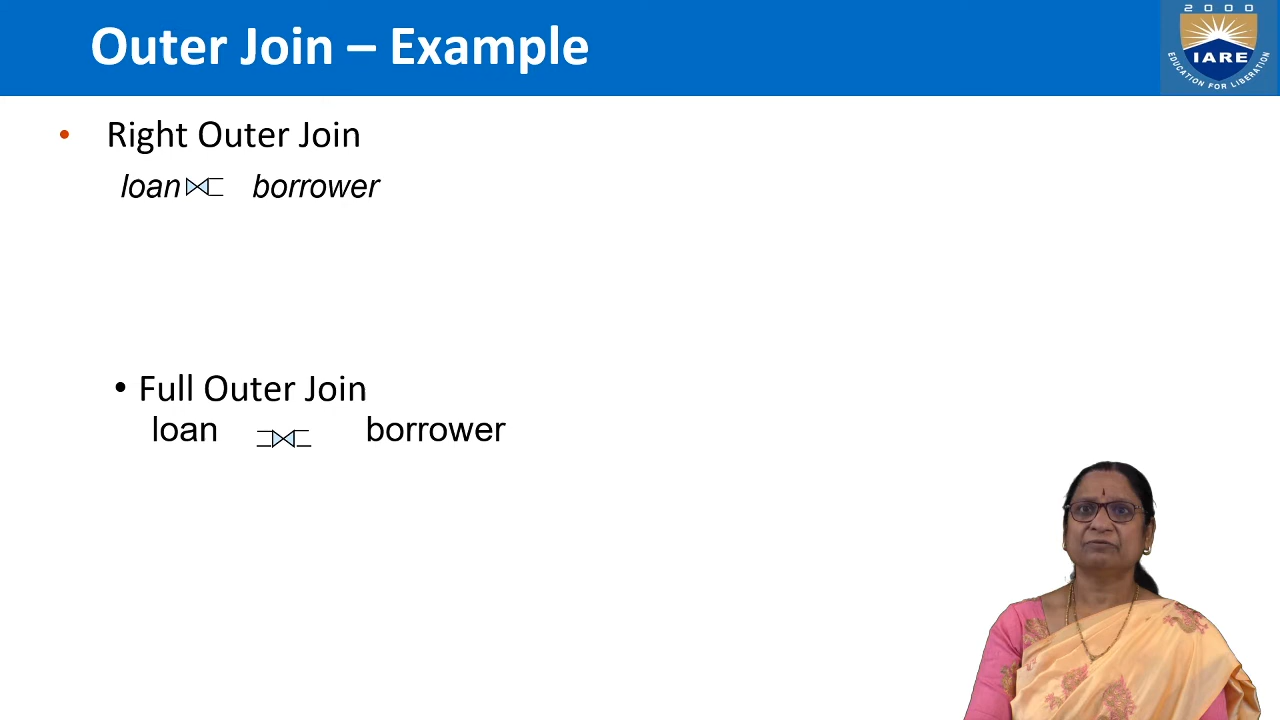 Outer Join – Example
2000
IARE
EDUCATION FOR LIBERATION
• Right Outer Join
loan borrower
• Full Outer Join
loan borrower